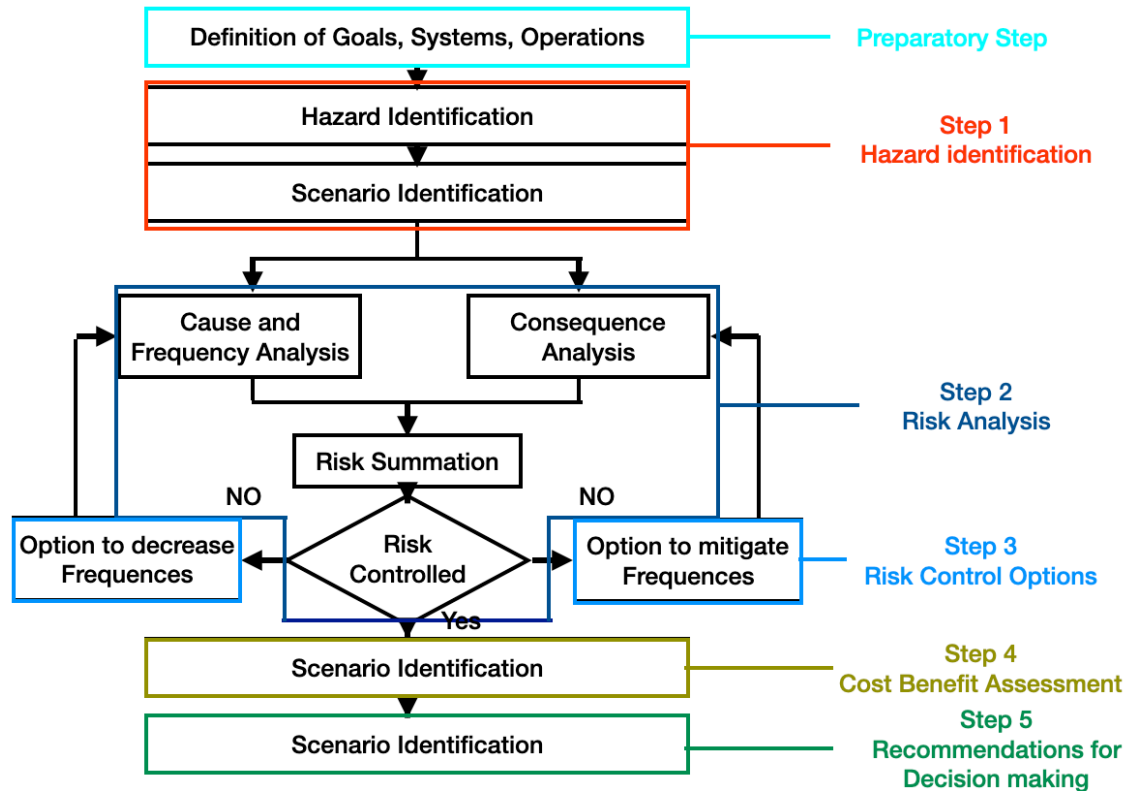 Definition of Goals, Systems, Operations
Preparatory Step
Hazard Identification
Step 1
Hazard identification
Scenario Identification
Cause and
Frequency Analysis
Consequence
Analysis
Step 2
Risk Analysis
Risk Summation
NO
NO
Option to decrease
Frequences
Risk
Controlled
Option to mitigate
Frequences
Step 3
Risk Control Options
Yes
Scenario Identification
Step 4
Cost Benefit Assessment
Scenario Identification
Step 5
Recommendations for
Decision making